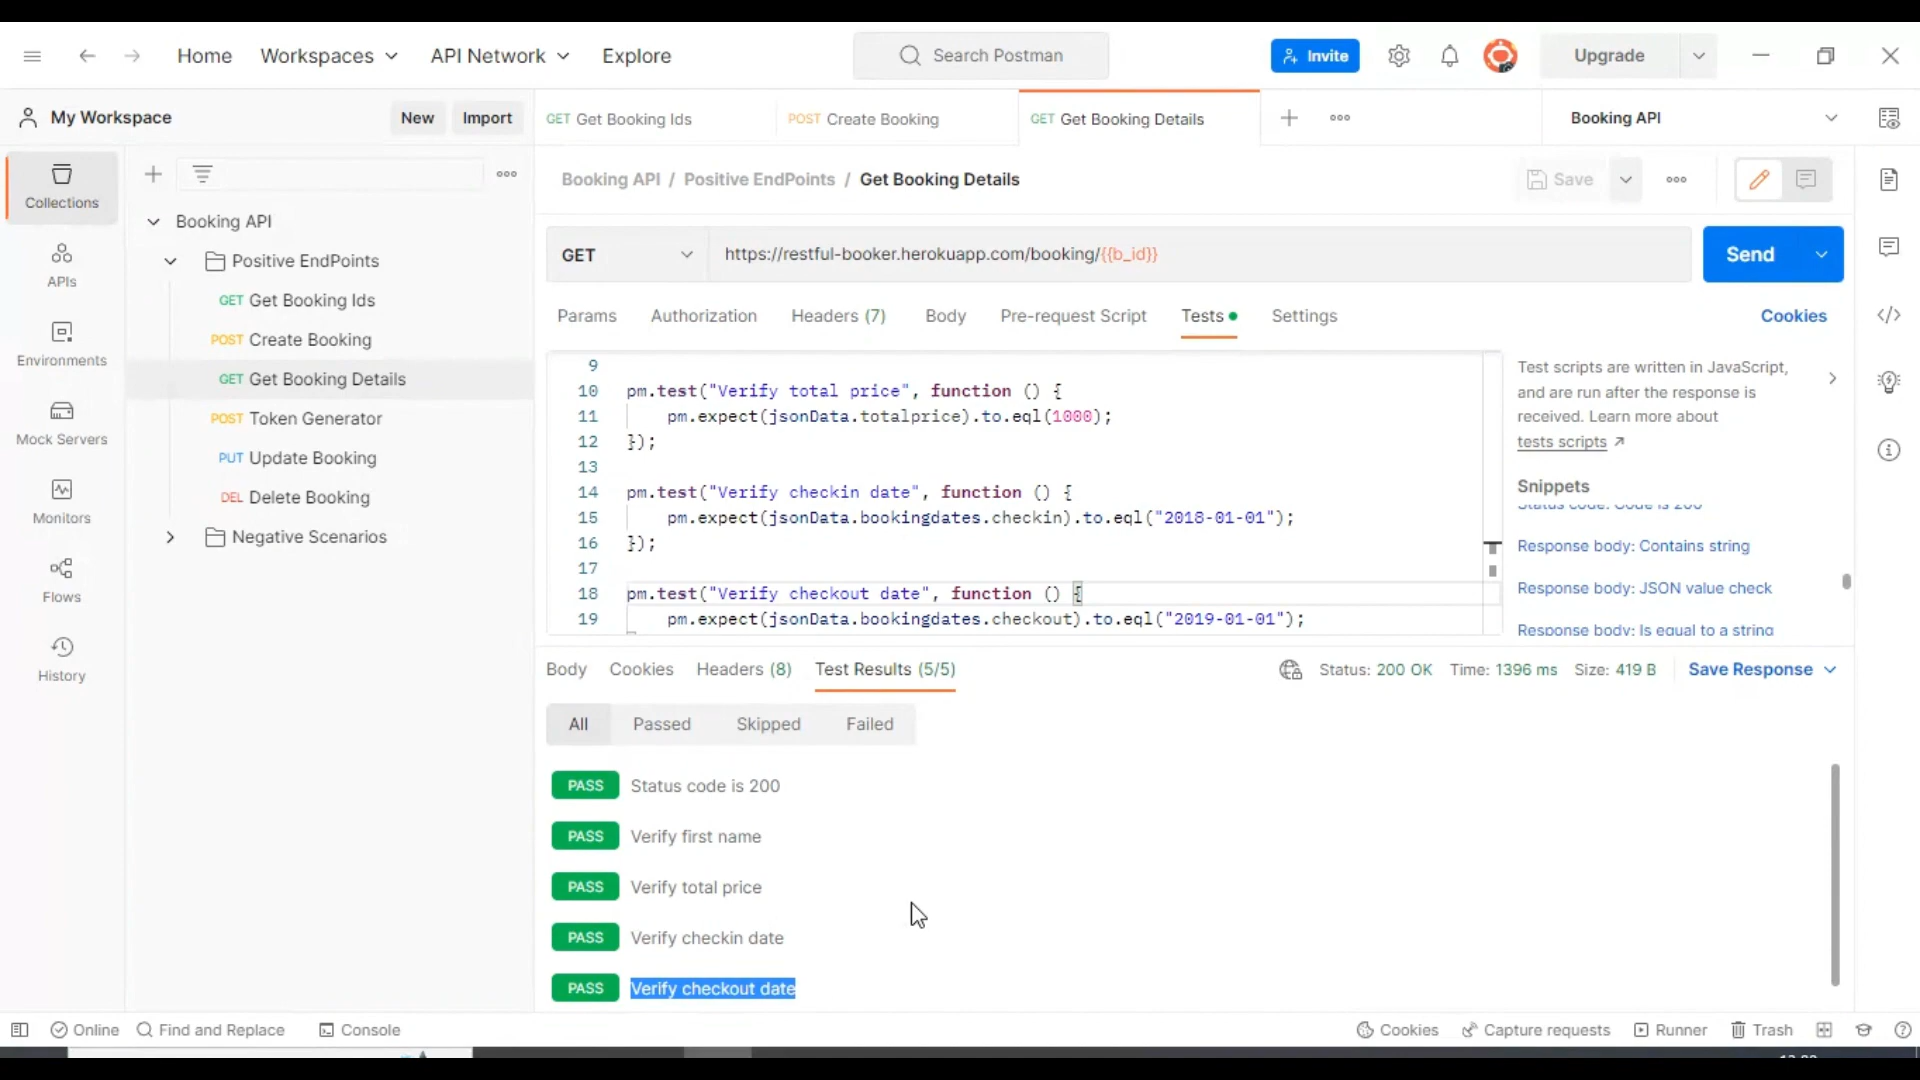 Home
Workspaces
API Network
Explore
Search Postman
Invite
Upgrade
My Workspace
New
Import
GET Get Booking Ids
POST Create Booking
GET Get Booking Details
Booking API
Collections
APIs
Environments
Mock Servers
Monitors
Flows
History
Booking API
Positive EndPoints
GET Get Booking Ids
POST Create Booking
GET Get Booking Details
POST Token Generator
PUT Update Booking
DEL Delete Booking
Negative Scenarios
Booking API / Positive EndPoints / Get Booking Details
Save
GET
https://restful-booker.herokuapp.com/booking/{{b_id}}
Send
Params
Authorization
Headers (7)
Body
Pre-request Script
Tests
Settings
Cookies
9
10 pm.test("Verify total price", function () {
11 pm.expect(jsonData.totalprice).to.eql(1000);
12 });
13
14 pm.test("Verify checkin date", function () {
15 pm.expect(jsonData.bookingdates.checkin).to.eql("2018-01-01");
16 });
17
18 pm.test("Verify checkout date", function () {
19 pm.expect(jsonData.bookingdates.checkout).to.eql("2019-01-01");
Test scripts are written in JavaScript,
and are run after the response is
received. Learn more about
tests scripts
Snippets
Status code: Code is 200
Response body: Contains string
Response body: JSON value check
Response body: Is equal to a string
Body
Cookies
Headers (8)
Test Results (5/5)
Status: 200 OK
Time: 1396 ms
Size: 419 B
Save Response
All
Passed
Skipped
Failed
PASS Status code is 200
PASS Verify first name
PASS Verify total price
PASS Verify checkin date
PASS Verify checkout date
Online
Find and Replace
Console
Cookies
Capture requests
Runner
Trash